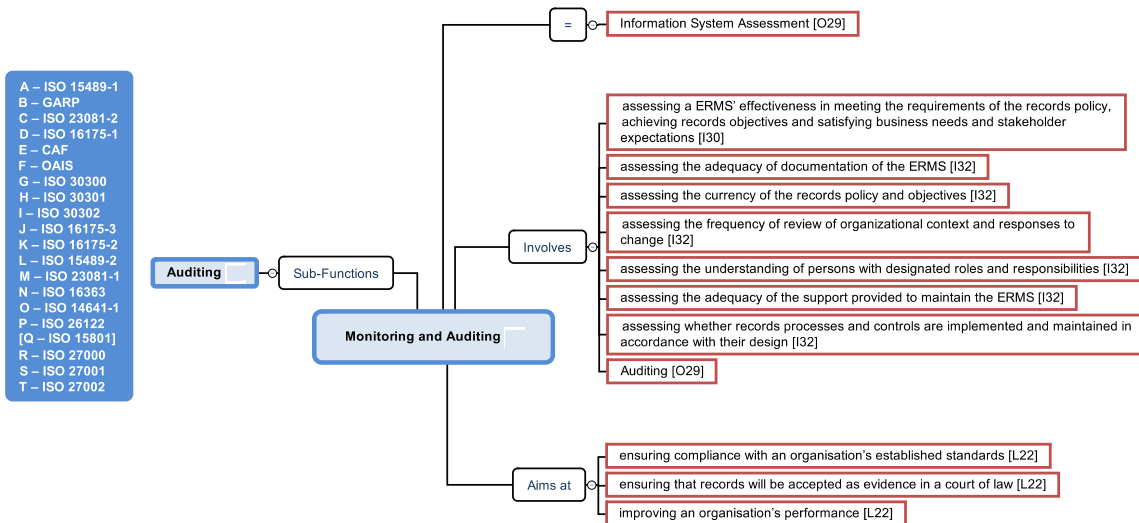 A – ISO 15489-1
B – GARP
C – ISO 23081-2
D – ISO 16175-1
E – CAF
F – OAIS
G – ISO 30300
H – ISO 30301
I – ISO 30302
J – ISO 16175-3
K – ISO 16175-2
L – ISO 15489-2
M – ISO 23081-1
N – ISO 16363
O – ISO 14641-1
P – ISO 26122
[Q – ISO 15801]
R – ISO 27000
S – ISO 27001
T – ISO 27002
Auditing
Sub-Functions
Monitoring and Auditing
=
Information System Assessment [O29]
Involves
assessing a ERMS’ effectiveness in meeting the requirements of the records policy,
achieving records objectives and satisfying business needs and stakeholder
expectations [I30]
assessing the adequacy of documentation of the ERMS [I32]
assessing the currency of the records policy and objectives [I32]
assessing the frequency of review of organizational context and responses to
change [I32]
assessing the understanding of persons with designated roles and responsibilities [I32]
assessing the adequacy of the support provided to maintain the ERMS [I32]
assessing whether records processes and controls are implemented and maintained in
accordance with their design [I32]
Auditing [O29]
Aims at
ensuring compliance with an organisation’s established standards [L22]
ensuring that records will be accepted as evidence in a court of law [L22]
improving an organisation’s performance [L22]